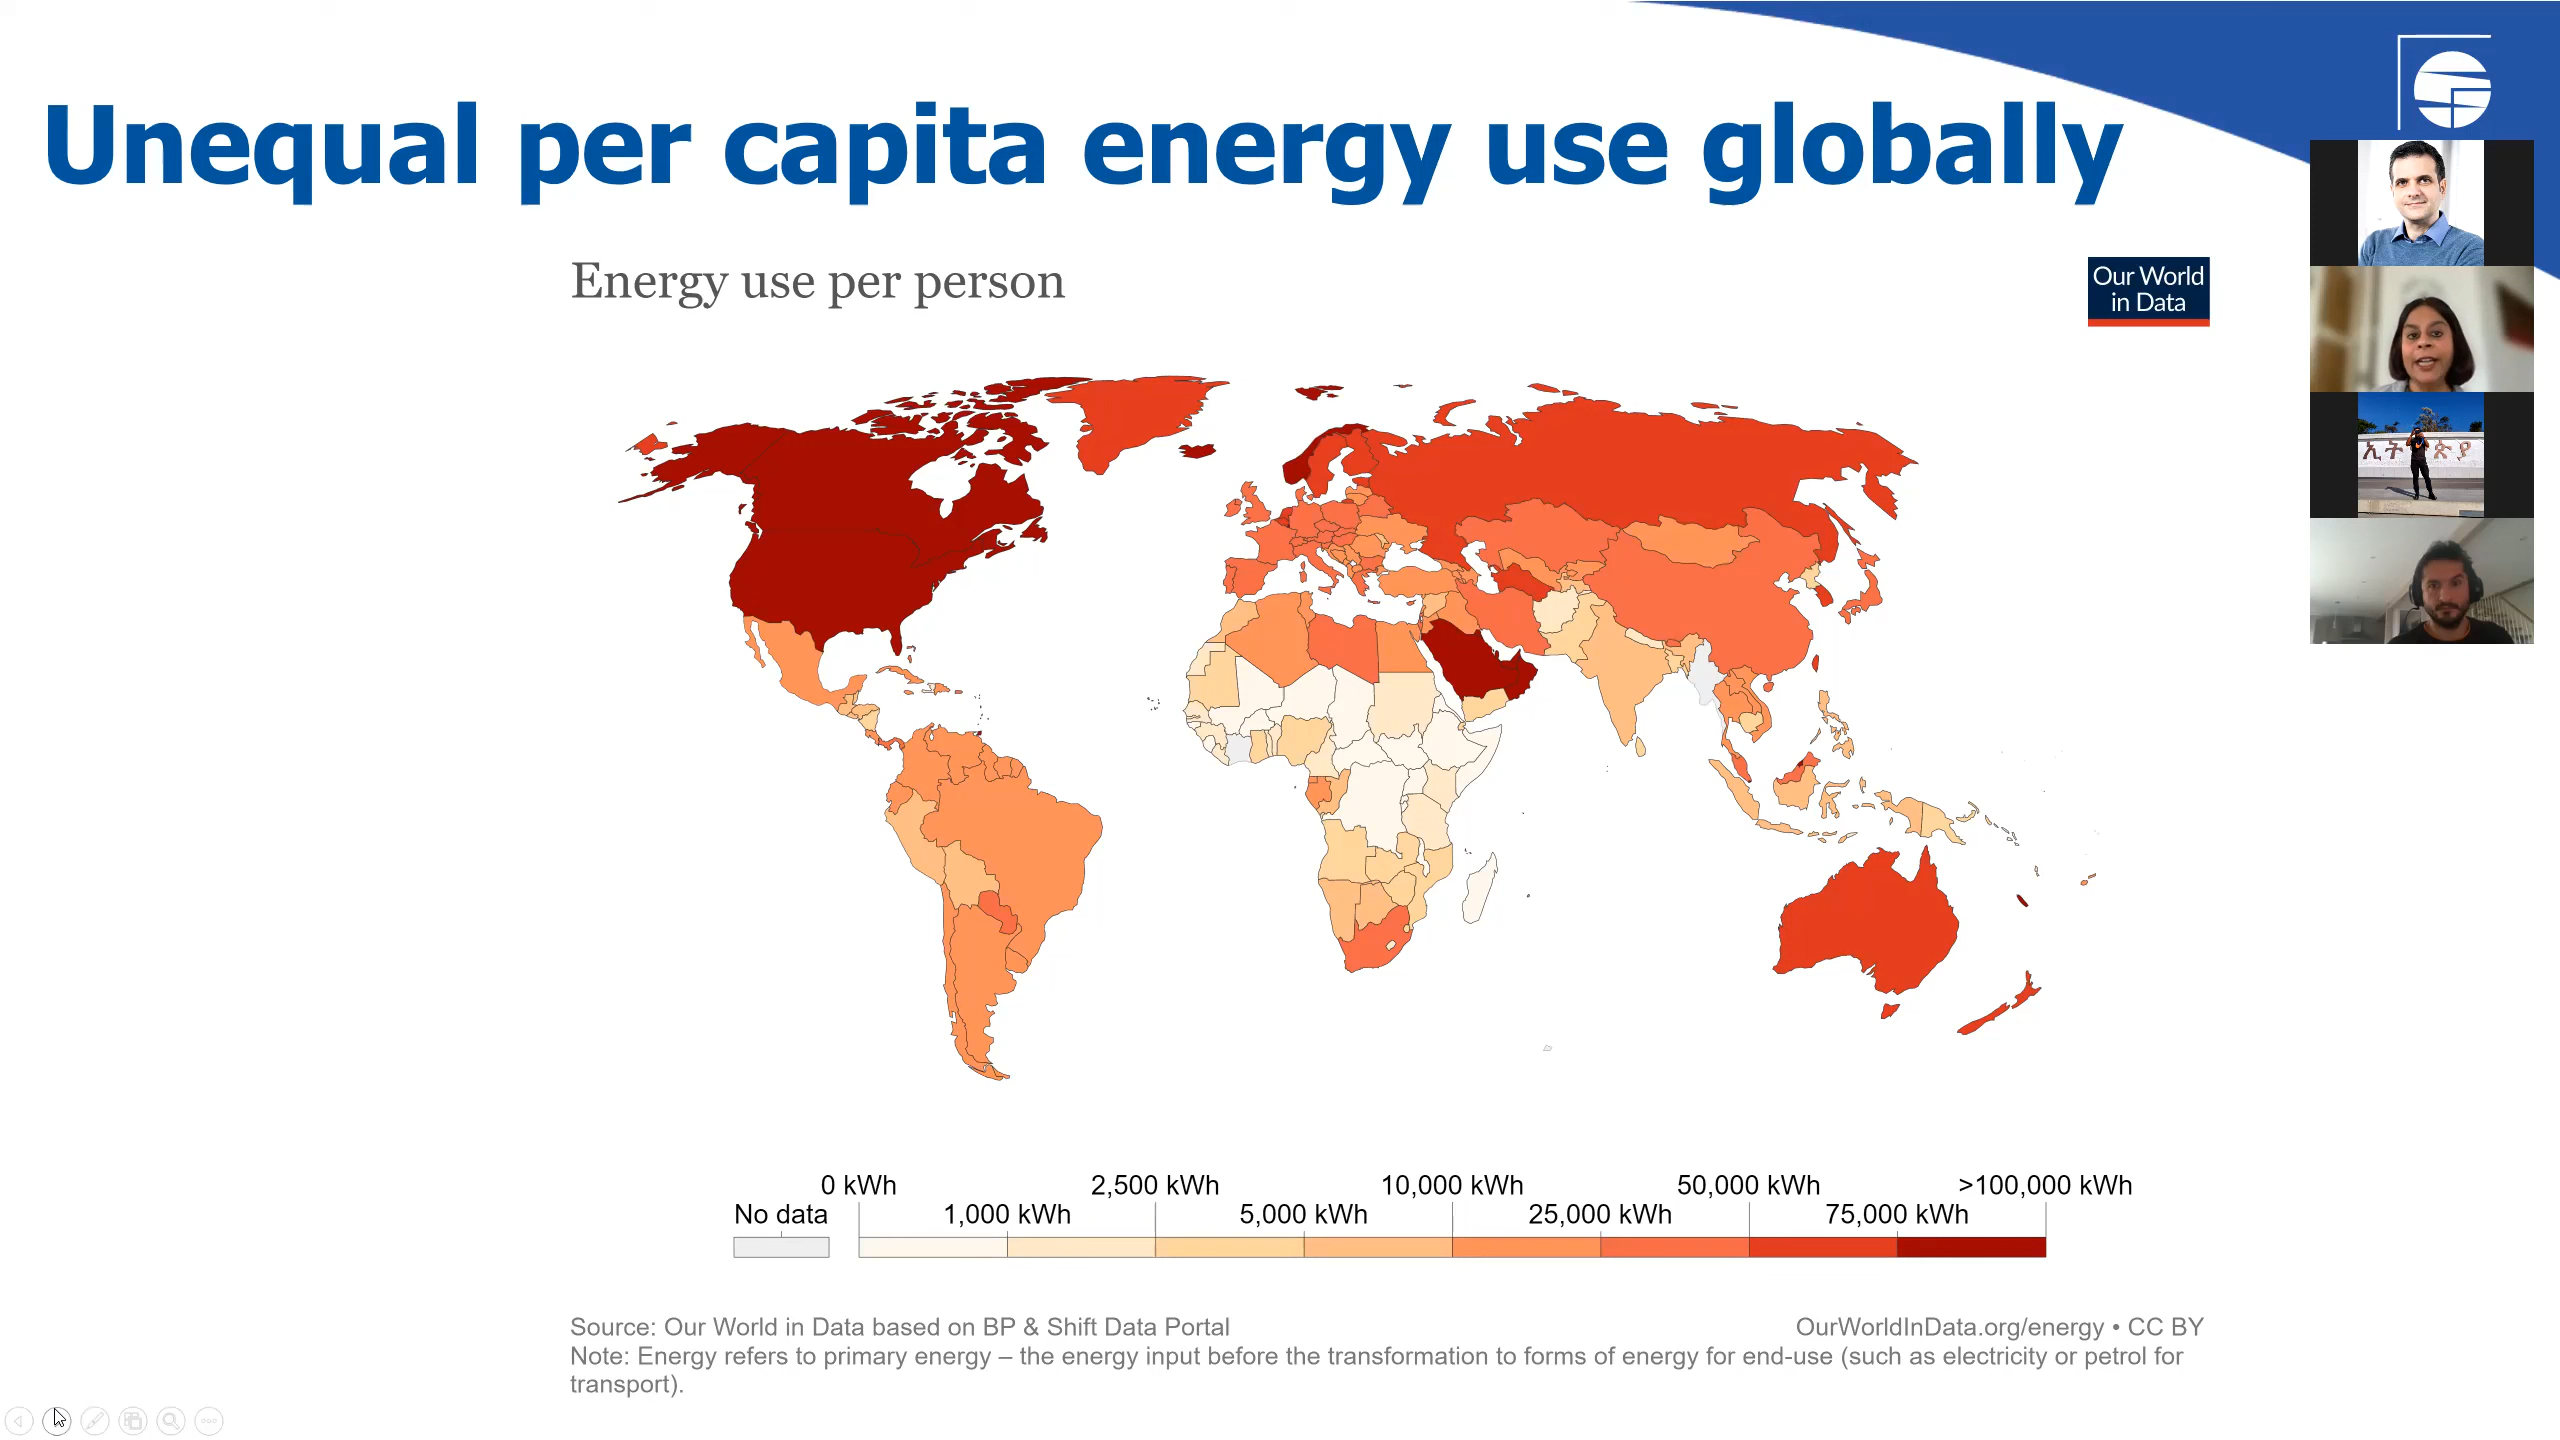 Unequal per capita energy use globally
Energy use per person
Our World
in Data
ኢት ጵያ
0 kWh
2,500 kWh
10,000 kWh
50,000 kWh
>100,000 kWh
No data
1,000 kWh
5,000 kWh
25,000 kWh
75,000 kWh
Source: Our World in Data based on BP & Shift Data Portal
OurWorldInData.org/energy • CC BY
Note: Energy refers to primary energy – the energy input before the transformation to forms of energy for end-use (such as electricity or petrol for
transport).